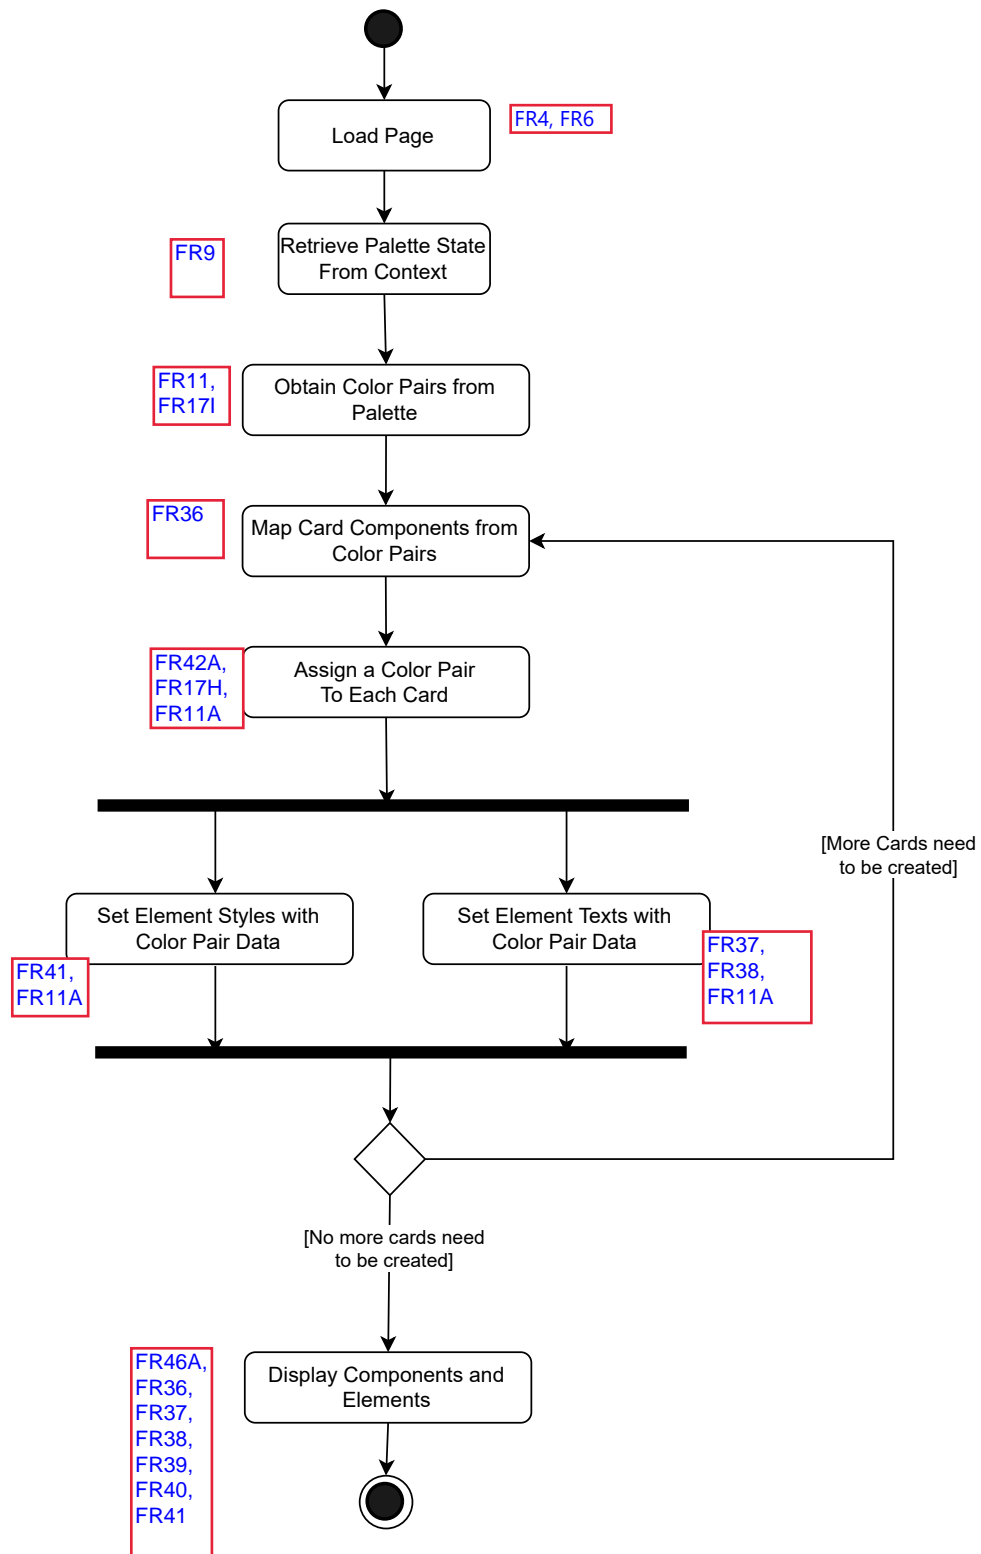 Load Page
FR4, FR6
FR9
Retrieve Palette State
From Context
FR11,
FR17I
Obtain Color Pairs from
Palette
FR36
Map Card Components from
Color Pairs
FR42A,
FR17H,
FR11A
Assign a Color Pair
To Each Card
[More Cards need
to be created]
Set Element Styles with
Color Pair Data
FR41,
FR11A
Set Element Texts with
Color Pair Data
FR37,
FR38,
FR11A
[No more cards need
to be created]
FR46A,
FR36,
FR37,
FR38,
FR39,
FR40,
FR41
Display Components and
Elements